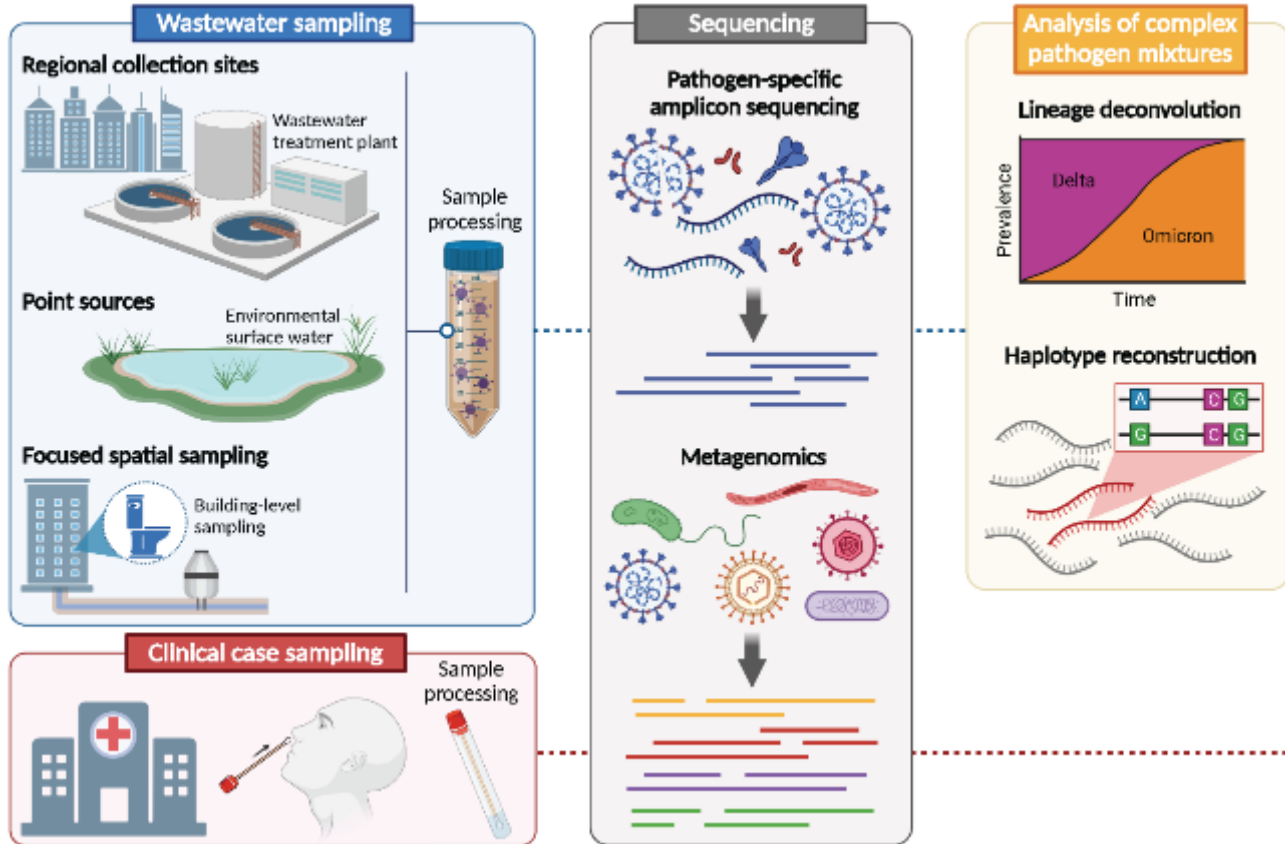 Wastewater sampling
Regional collection sites
Wastewater
treatment plant
Sample
processing
Point sources
Environmental
surface water
Focused spatial sampling
Building-level
sampling
Clinical case sampling
Sample
processing
Sequencing
Pathogen-specific
amplicon sequencing
Metagenomics
Analysis of complex
pathogen mixtures
Lineage deconvolution
Prevalence
Delta
Omicron
Time
Haplotype reconstruction
A C G
G C G